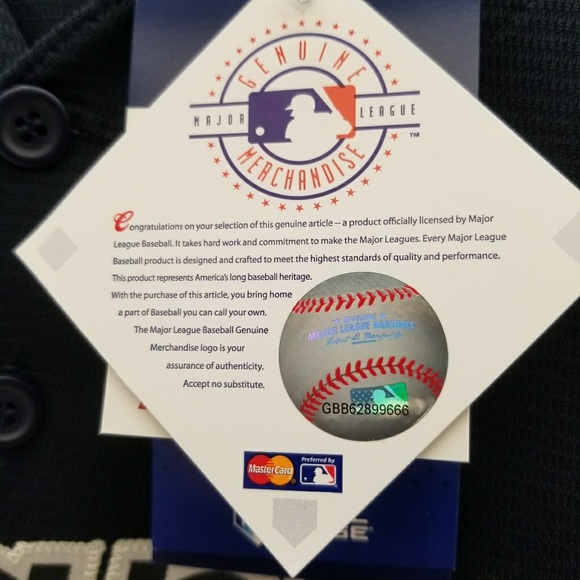 GENUINE
MAJOR LEAGUE
MERCHANDISE
TM
Congratulations on your selection of this genuine article -- a product officially licensed by Major
League Baseball. It takes hard work and commitment to make the Major Leagues. Every Major League
Baseball product is designed and crafted to meet the highest standards of quality and performance.
This product represents America's long baseball heritage.
With the purchase of this article, you bring home
a part of Baseball you can call your own.
The Major League Baseball Genuine
Merchandise logo is your
assurance of authenticity.
Accept no substitute.
MAJOR LEAGUE BASEBALL
GBB62899666
MasterCard
Preferred by